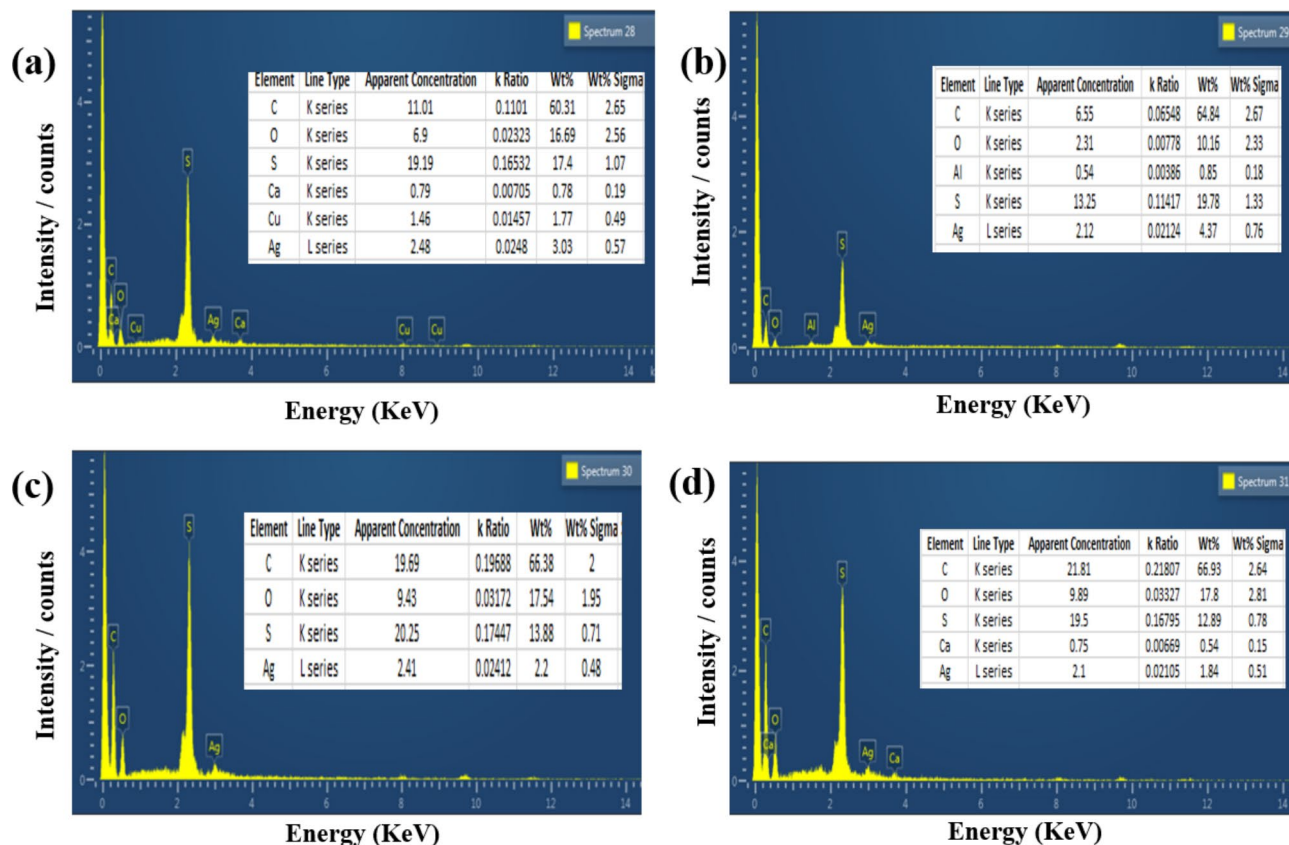 (a)
Spectrum 28
Element Line Type Apparent Concentration k Ratio Wt% Wt% Sigma
C K series 11.01 0.1101 60.31 2.65
O K series 6.9 0.02323 16.69 2.56
S K series 19.19 0.16532 17.4 1.07
Ca K series 0.79 0.00705 0.78 0.19
Cu K series 1.46 0.01457 1.77 0.49
Ag L series 2.48 0.0248 3.03 0.57
4
2
0
S
C
O
Ca
Cu
Ag
Ca
Cu
Cu
0 2 4 6 8 10 12 14
Intensity / counts
Energy (KeV)
(b)
Spectrum 29
Element Line Type Apparent Concentration k Ratio Wt% Wt% Sigma
C K series 6.55 0.06548 64.84 2.67
O K series 2.31 0.00778 10.16 2.33
Al K series 0.54 0.00386 0.85 0.18
S K series 13.25 0.11417 19.78 1.33
Ag L series 2.12 0.02124 4.37 0.76
4
2
0
S
C
O
Al
Ag
0 2 4 6 8 10 12 14
Intensity / counts
Energy (KeV)
(c)
Spectrum 30
Element Line Type Apparent Concentration k Ratio Wt% Wt% Sigma
C K series 19.69 0.19688 66.38 2
O K series 9.43 0.03172 17.54 1.95
S K series 20.25 0.17447 13.88 0.71
Ag L series 2.41 0.02412 2.2 0.48
4
2
0
S
C
O
Ag
0 2 4 6 8 10 12 14
Intensity / counts
Energy (KeV)
(d)
Spectrum 31
Element Line Type Apparent Concentration k Ratio Wt% Wt% Sigma
C K series 21.81 0.21807 66.93 2.64
O K series 9.89 0.03327 17.8 2.81
S K series 19.5 0.16795 12.89 0.78
Ca K series 0.75 0.00669 0.54 0.15
Ag L series 2.1 0.02105 1.84 0.51
4
2
0
S
C
O
Ca
Ag
Ca
0 2 4 6 8 10 12 14
Intensity / counts
Energy (KeV)